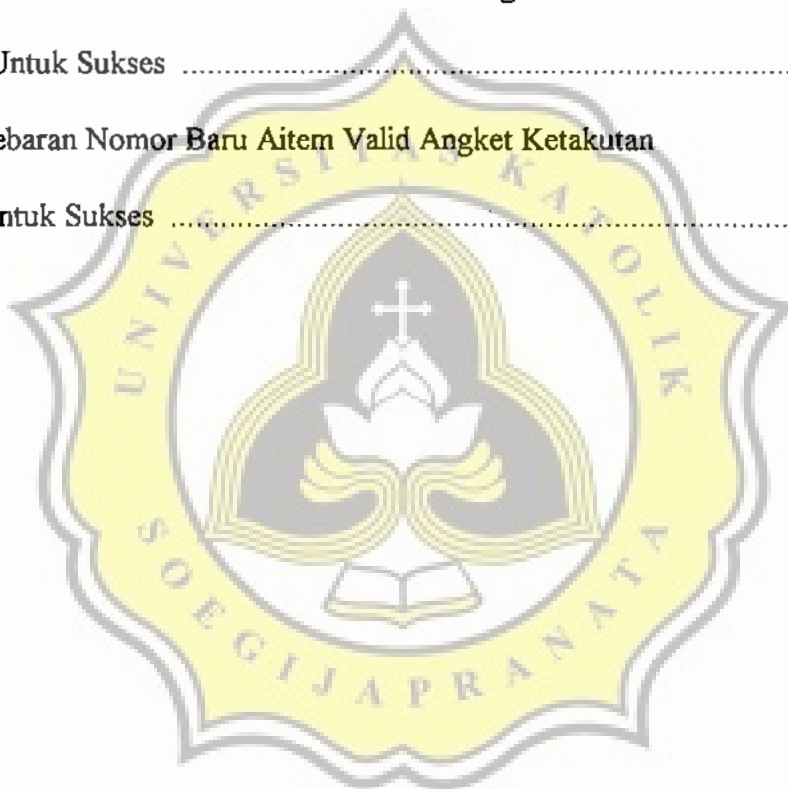 Untuk Sukses ................................................................
ebaran Nomor Baru Aitem Valid Angket Ketakutan
ntuk Sukses ................................................................
UNIVERSITAS KATOLIK
SOEGIJAPRANATA